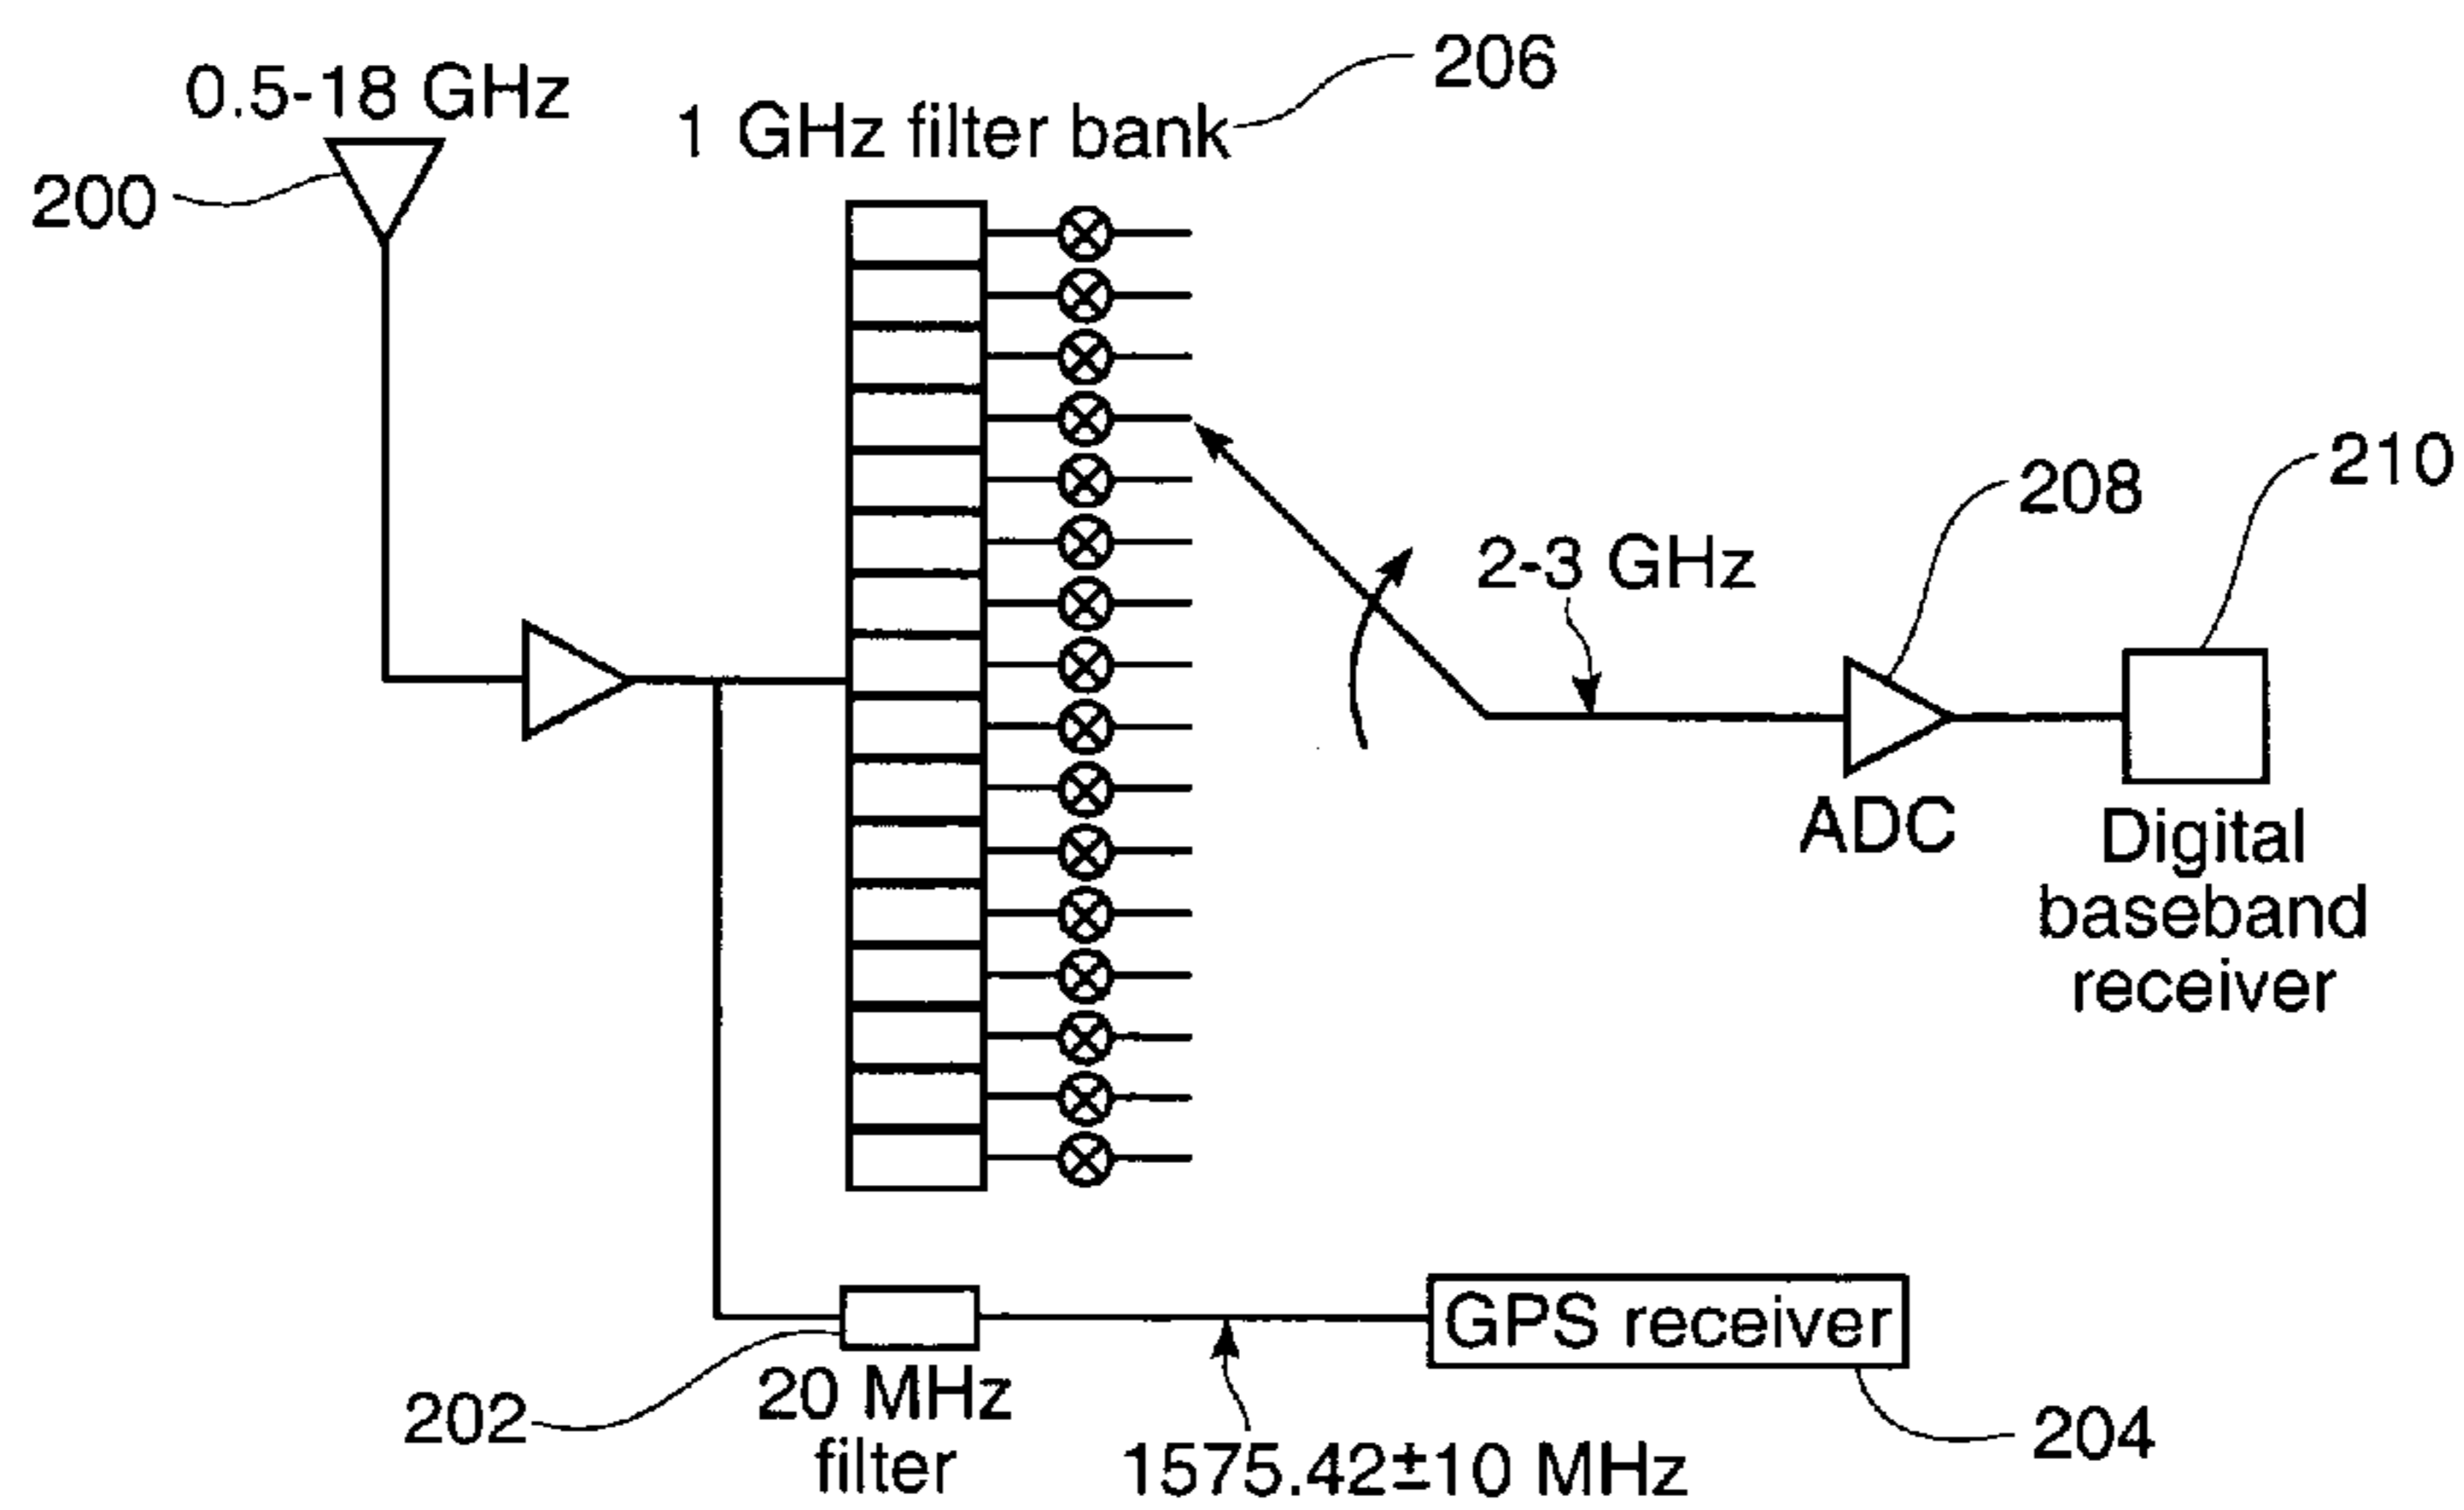 206
0.5-18 GHz
1 GHz filter bank
200
210
208
2-3 GHz
ADC
Digital
baseband
receiver
GPS receiver
202
20 MHz
filter
204
1575.42±10 MHz